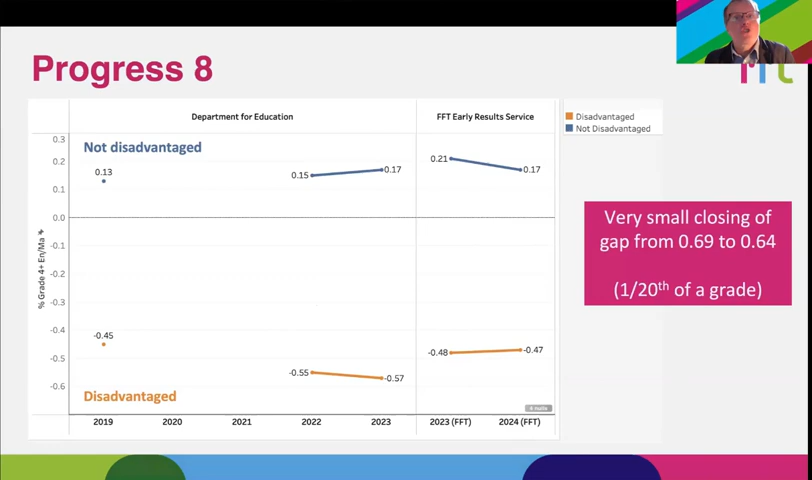 Progress 8
Department for Education
FFT Early Results Service
Disadvantaged
Not Disadvantaged
% Grade 4+ En/Ma
0.3
0.2
0.1
0.0
-0.1
-0.2
-0.3
-0.4
-0.5
-0.6
Not disadvantaged
0.13
0.15
0.17
0.21
0.17
-0.45
-0.55
-0.57
-0.48
-0.47
Disadvantaged
2019
2020
2021
2022
2023
2023 (FFT)
2024 (FFT)
Very small closing of
gap from 0.69 to 0.64
(1/20th of a grade)